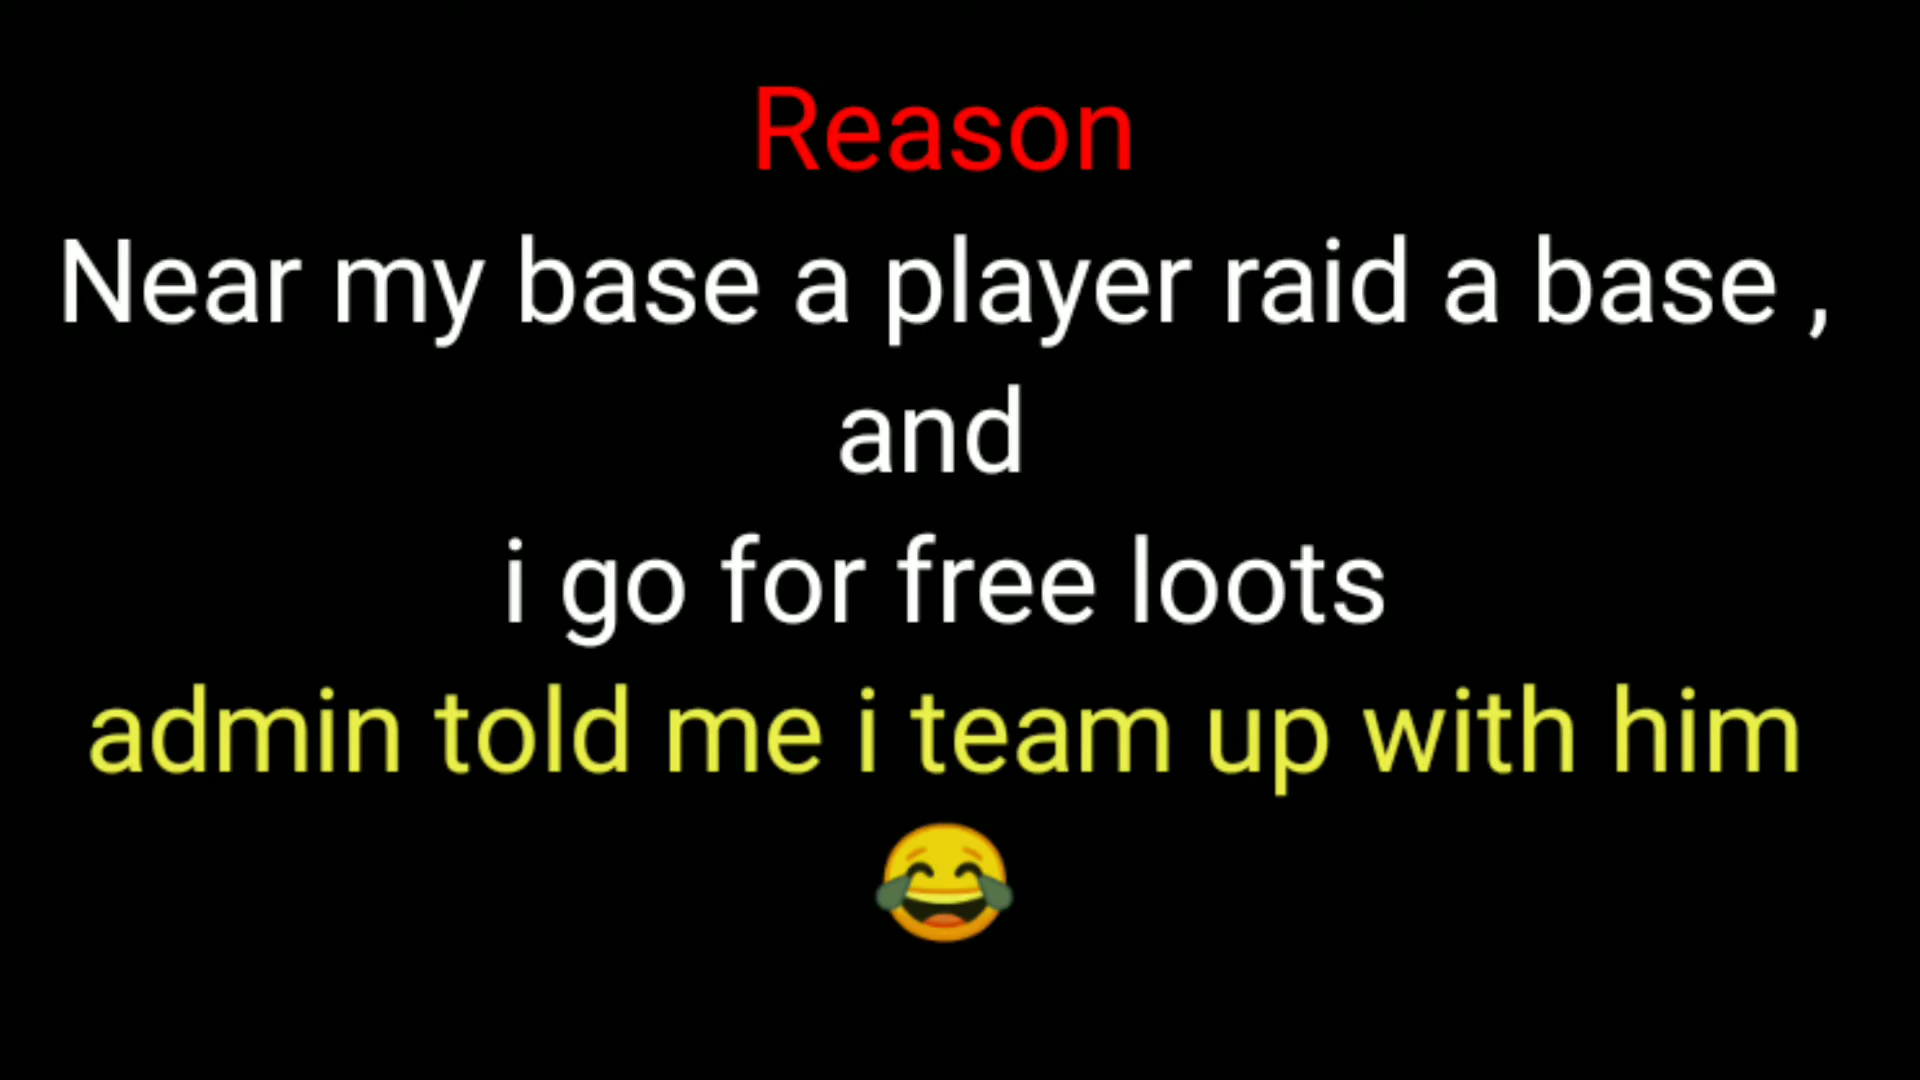 Reason
Near my base a player raid a base ,
and
i go for free loots
admin told me i team up with him
😂